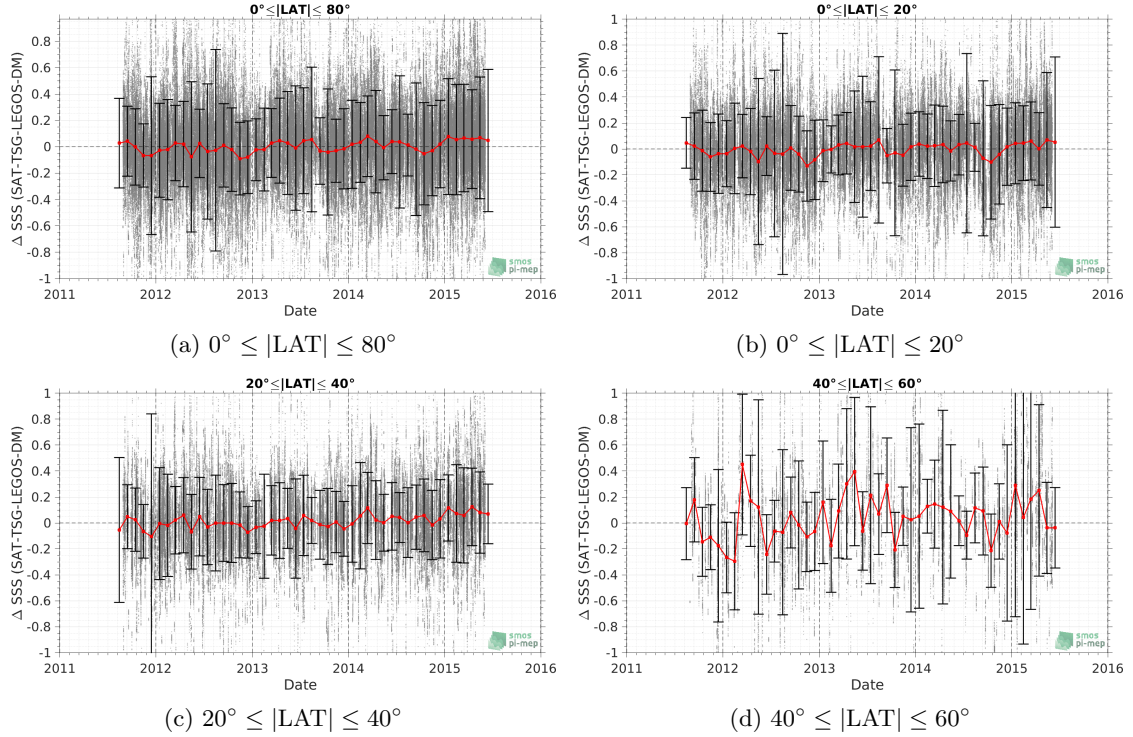 0°≤|LAT|≤ 80°
Δ SSS (SAT-TSG-LEGOS-DM)
0.8
0.6
0.4
0.2
0
-0.2
-0.4
-0.6
-0.8
-1
smos
pi-mep
2011 2012 2013 2014 2015 2016
Date
(a) 0° ≤ |LAT| ≤ 80°
0°≤|LAT|≤ 20°
Δ SSS (SAT-TSG-LEGOS-DM)
1
0.8
0.6
0.4
0.2
0
-0.2
-0.4
-0.6
-0.8
-1
smos
pi-mep
2011 2012 2013 2014 2015 2016
Date
(b) 0° ≤ |LAT| ≤ 20°
20°≤|LAT|≤ 40°
Δ SSS (SAT-TSG-LEGOS-DM)
1
0.8
0.6
0.4
0.2
0
-0.2
-0.4
-0.6
-0.8
-1
smos
pi-mep
2011 2012 2013 2014 2015 2016
Date
(c) 20° ≤ |LAT| ≤ 40°
40°≤|LAT|≤ 60°
Δ SSS (SAT-TSG-LEGOS-DM)
1
0.8
0.6
0.4
0.2
0
-0.2
-0.4
-0.6
-0.8
-1
smos
pi-mep
2011 2012 2013 2014 2015 2016
Date
(d) 40° ≤ |LAT| ≤ 60°